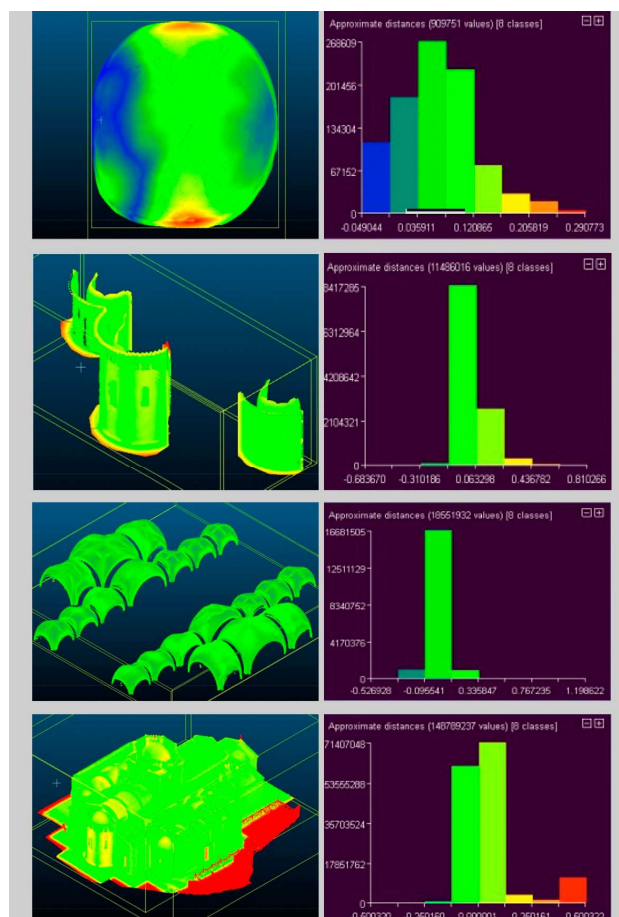 Approximate distances (909751 values) [8 classes]
268609
201456
134304
67152
0
-0.049044 0.035911 0.120865 0.205819 0.290773
Approximate distances (11486016 values) [8 classes]
8417285
6312964
4208642
2104321
0
-0.683670 -0.310186 0.063298 0.436782 0.810266
Approximate distances (18551932 values) [8 classes]
16681505
12511129
8340752
4170376
0
-0.526928 -0.095541 0.335847 0.767235 1.198622
Approximate distances (148789237 values) [8 classes]
71407048
53555288
35703524
17851762
0